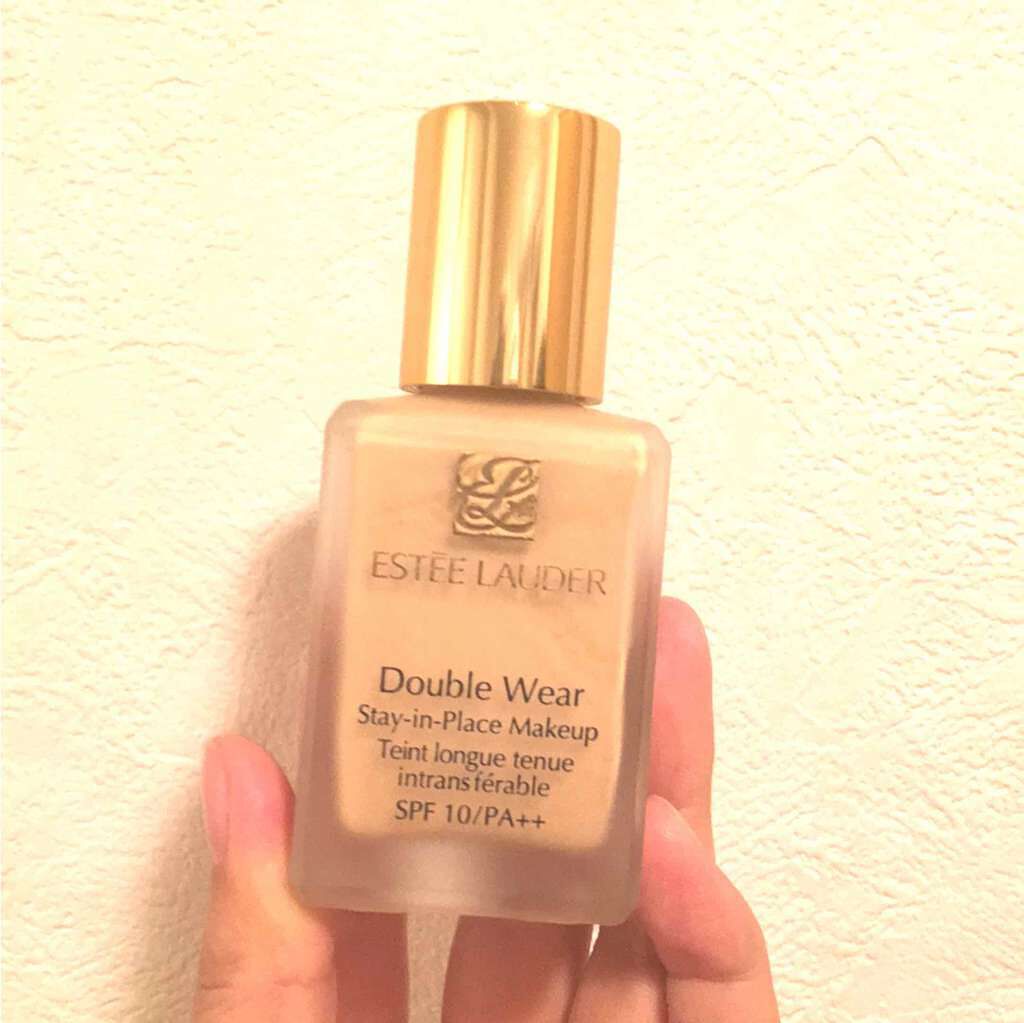 ESTĒE LAUDER
Double Wear
Stay-in-Place Makeup
Teint longue tenue
intransférable
SPF 10/PA++